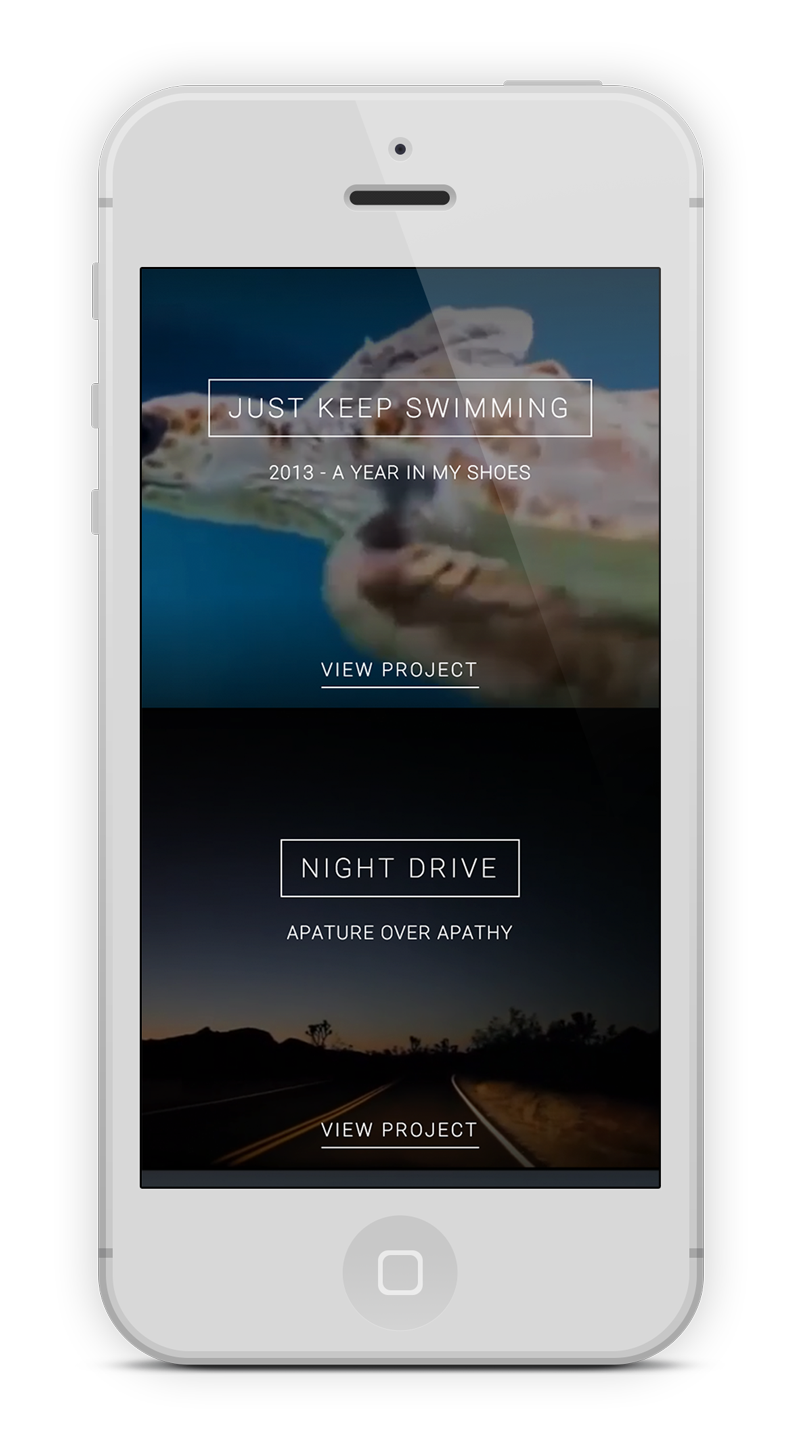 JUST KEEP SWIMMING
2013 - A YEAR IN MY SHOES
VIEW PROJECT
NIGHT DRIVE
APATURE OVER APATHY
VIEW PROJECT